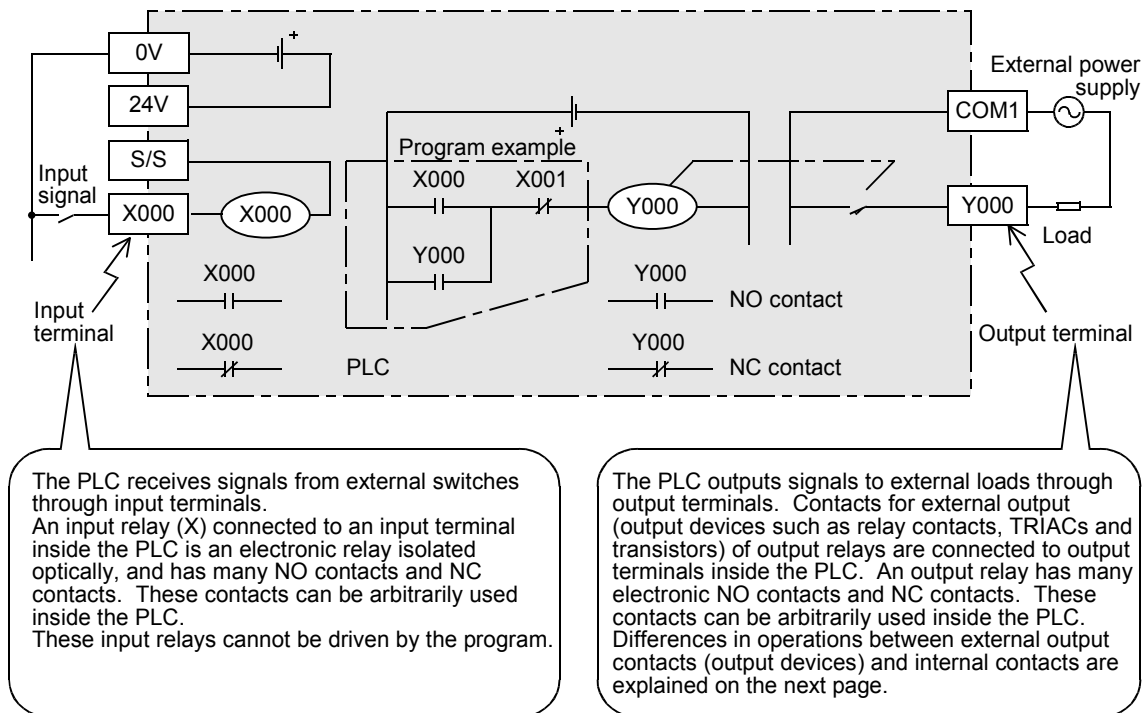 0V
24V
S/S
Input
signal
X000
X000
Input
terminal
+
+
Program example
X000
X001
Y000
Y000
External power
supply
COM1
Y000
Load
Output terminal
X000
X000
PLC
Y000
NO contact
Y000
NC contact
The PLC receives signals from external switches
through input terminals.
An input relay (X) connected to an input terminal
inside the PLC is an electronic relay isolated
optically, and has many NO contacts and NC
contacts. These contacts can be arbitrarily used
inside the PLC.
These input relays cannot be driven by the program.
The PLC outputs signals to external loads through
output terminals. Contacts for external output
(output devices such as relay contacts, TRIACs and
transistors) of output relays are connected to output
terminals inside the PLC. An output relay has many
electronic NO contacts and NC contacts. These
contacts can be arbitrarily used inside the PLC.
Differences in operations between external output
contacts (output devices) and internal contacts are
explained on the next page.